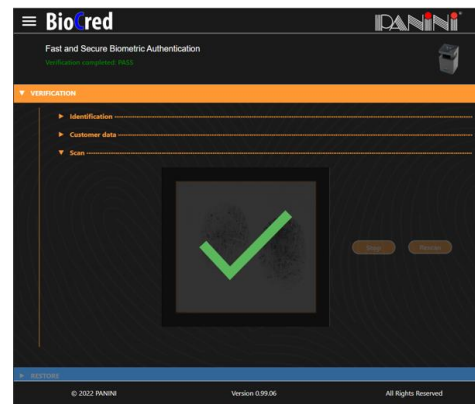 BioCred
PANINI
Fast and Secure Biometric Authentication
Verification completed: PASS
VERIFICATION
Identification
Customer data
Scan
Stop
RESTORE
© 2022 PANINI
Version 0.99.06
All Rights Reserved